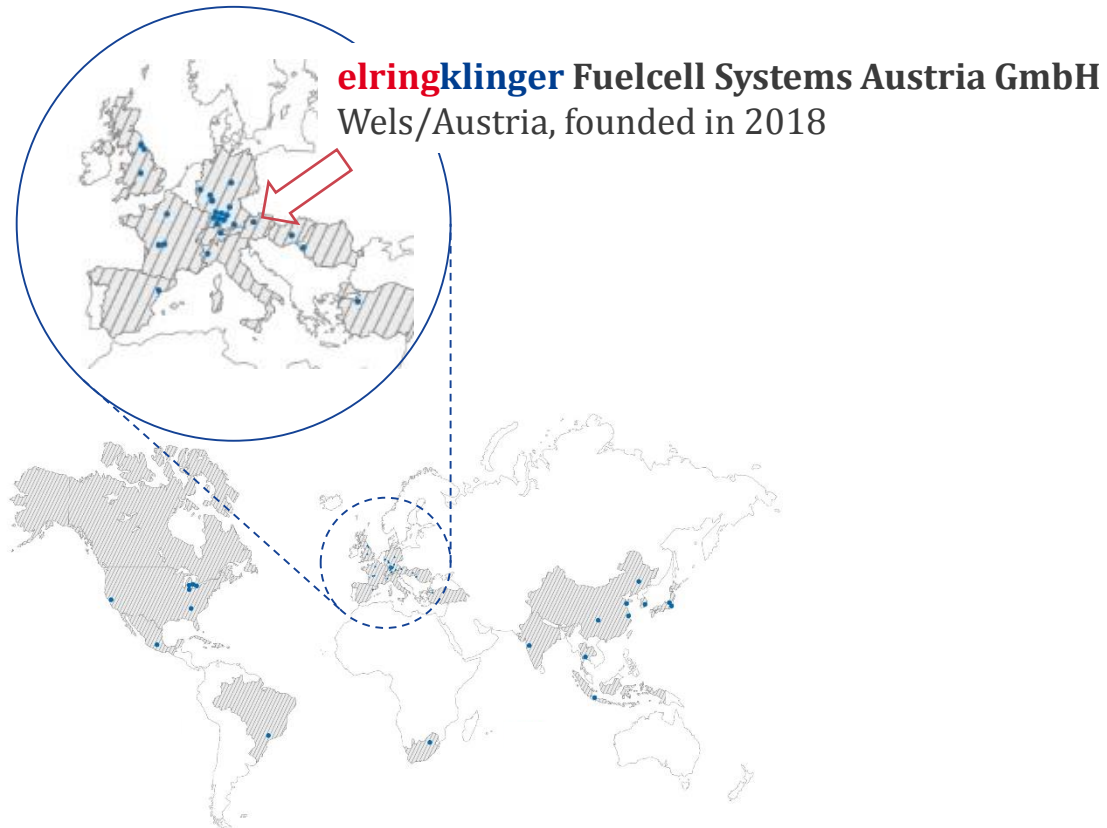 elringklinger Fuelcell Systems Austria GmbH
Wels/Austria, founded in 2018